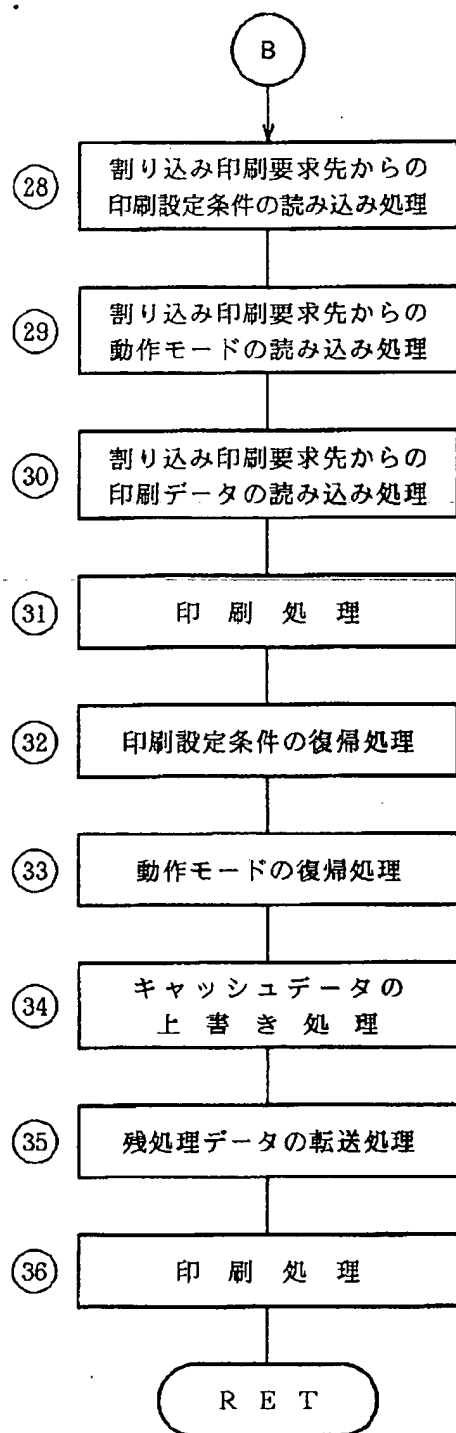 B
28
割り込み印刷要求先からの
印刷設定条件の読み込み処理
29
割り込み印刷要求先からの
動作モードの読み込み処理
30
割り込み印刷要求先からの
印刷データの読み込み処理
31
印刷処理
32
印刷設定条件の復帰処理
33
動作モードの復帰処理
34
キャッシュデータの
上書き処理
35
残処理データの転送処理
36
印刷処理
RET